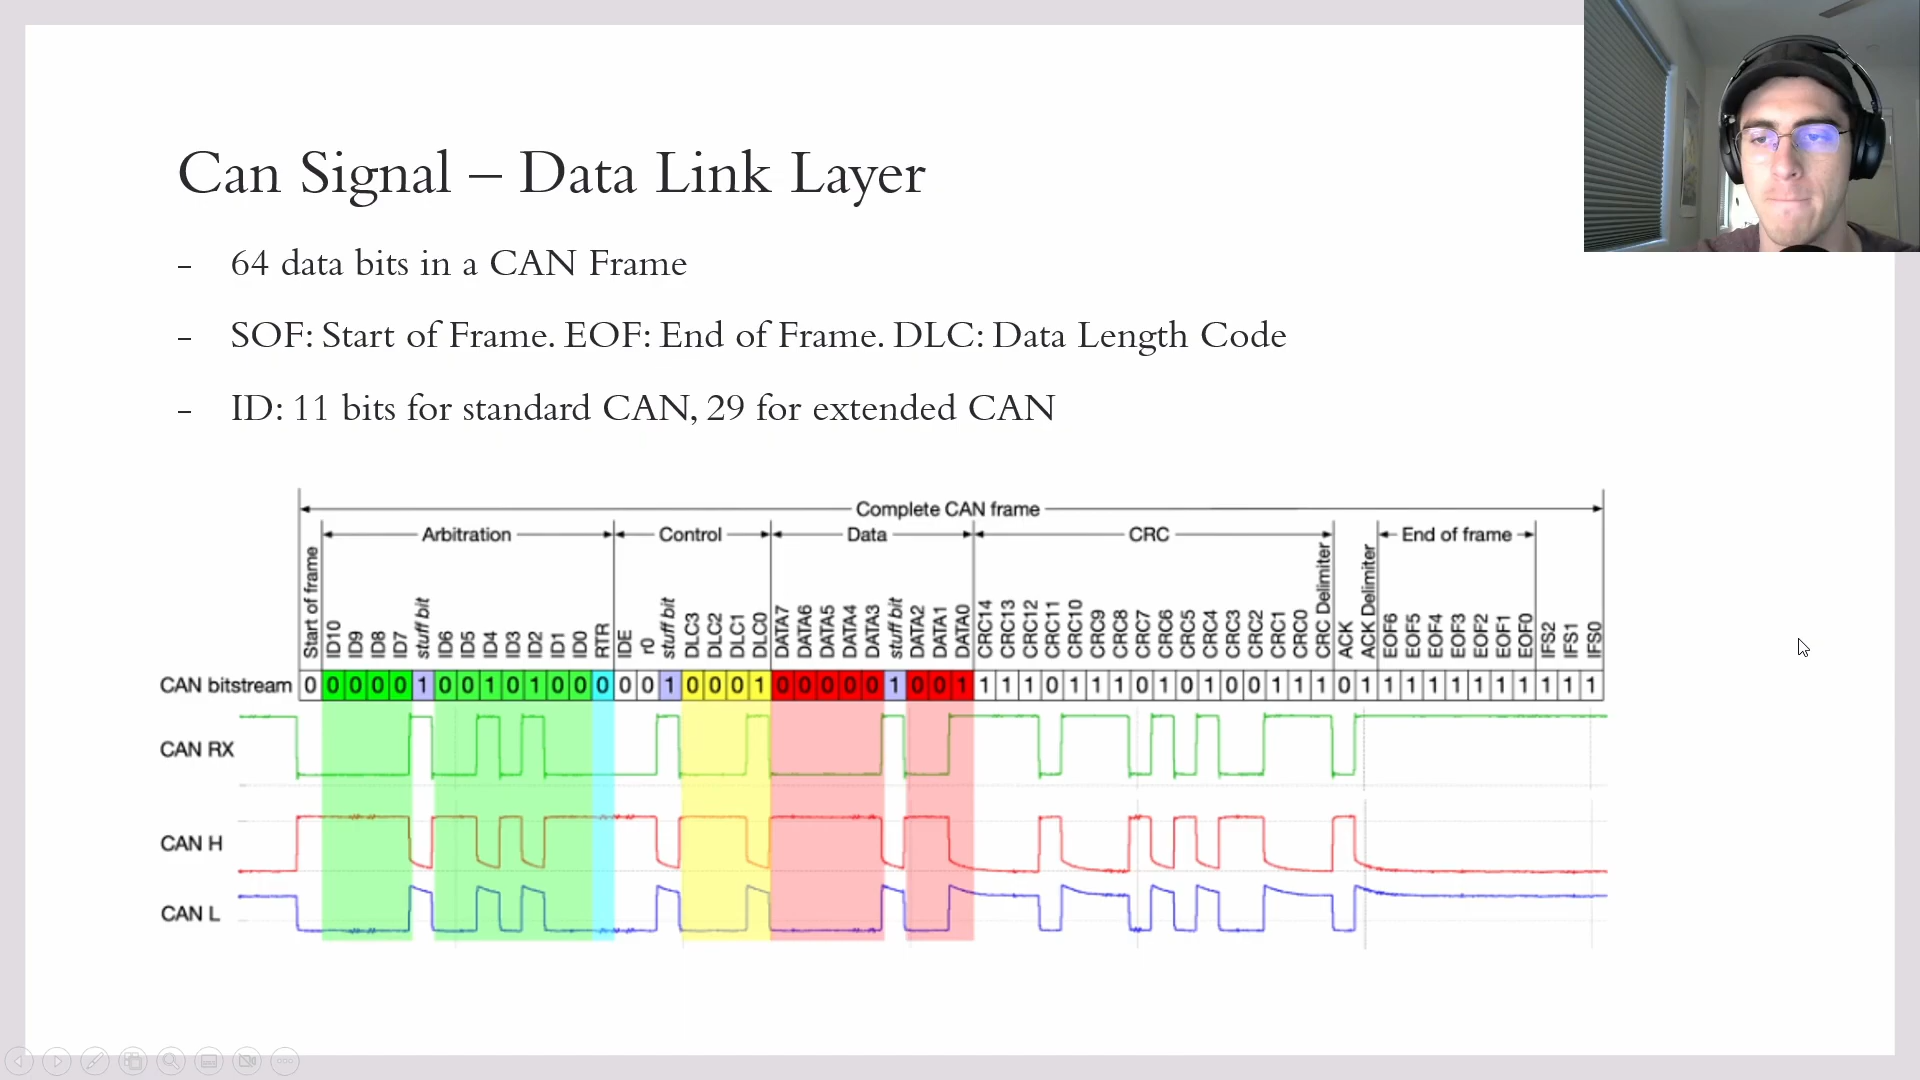 Can Signal – Data Link Layer
- 64 data bits in a CAN Frame
- SOF: Start of Frame. EOF: End of Frame. DLC: Data Length Code
- ID: 11 bits for standard CAN, 29 for extended CAN
Complete CAN frame
Arbitration Control Data CRC End of frame
Start of frame ID10 ID9 ID8 ID7 stuff bit ID6 ID5 ID4 ID3 ID2 ID1 ID0 RTR IDE r0 stuff bit DLC3 DLC2 DLC1 DLC0 DATA7 DATA6 DATA5 DATA4 DATA3 stuff bit DATA2 DATA1 DATA0 CRC14 CRC13 CRC12 CRC11 CRC10 CRC9 CRC8 CRC7 CRC6 CRC5 CRC4 CRC3 CRC2 CRC1 CRC0 CRC Delimiter ACK ACK Delimiter EOF6 EOF5 EOF4 EOF3 EOF2 EOF1 EOF0 IFS2 IFS1 IFS0
CAN bitstream 0 0 0 0 0 1 0 0 1 0 1 0 0 0 0 0 1 0 0 0 1 0 0 0 0 0 1 0 0 1 1 1 1 0 1 1 1 0 1 0 1 0 0 1 1 1 0 1 1 1 1 1 1 1 1 1 1 1
CAN RX
CAN H
CAN L